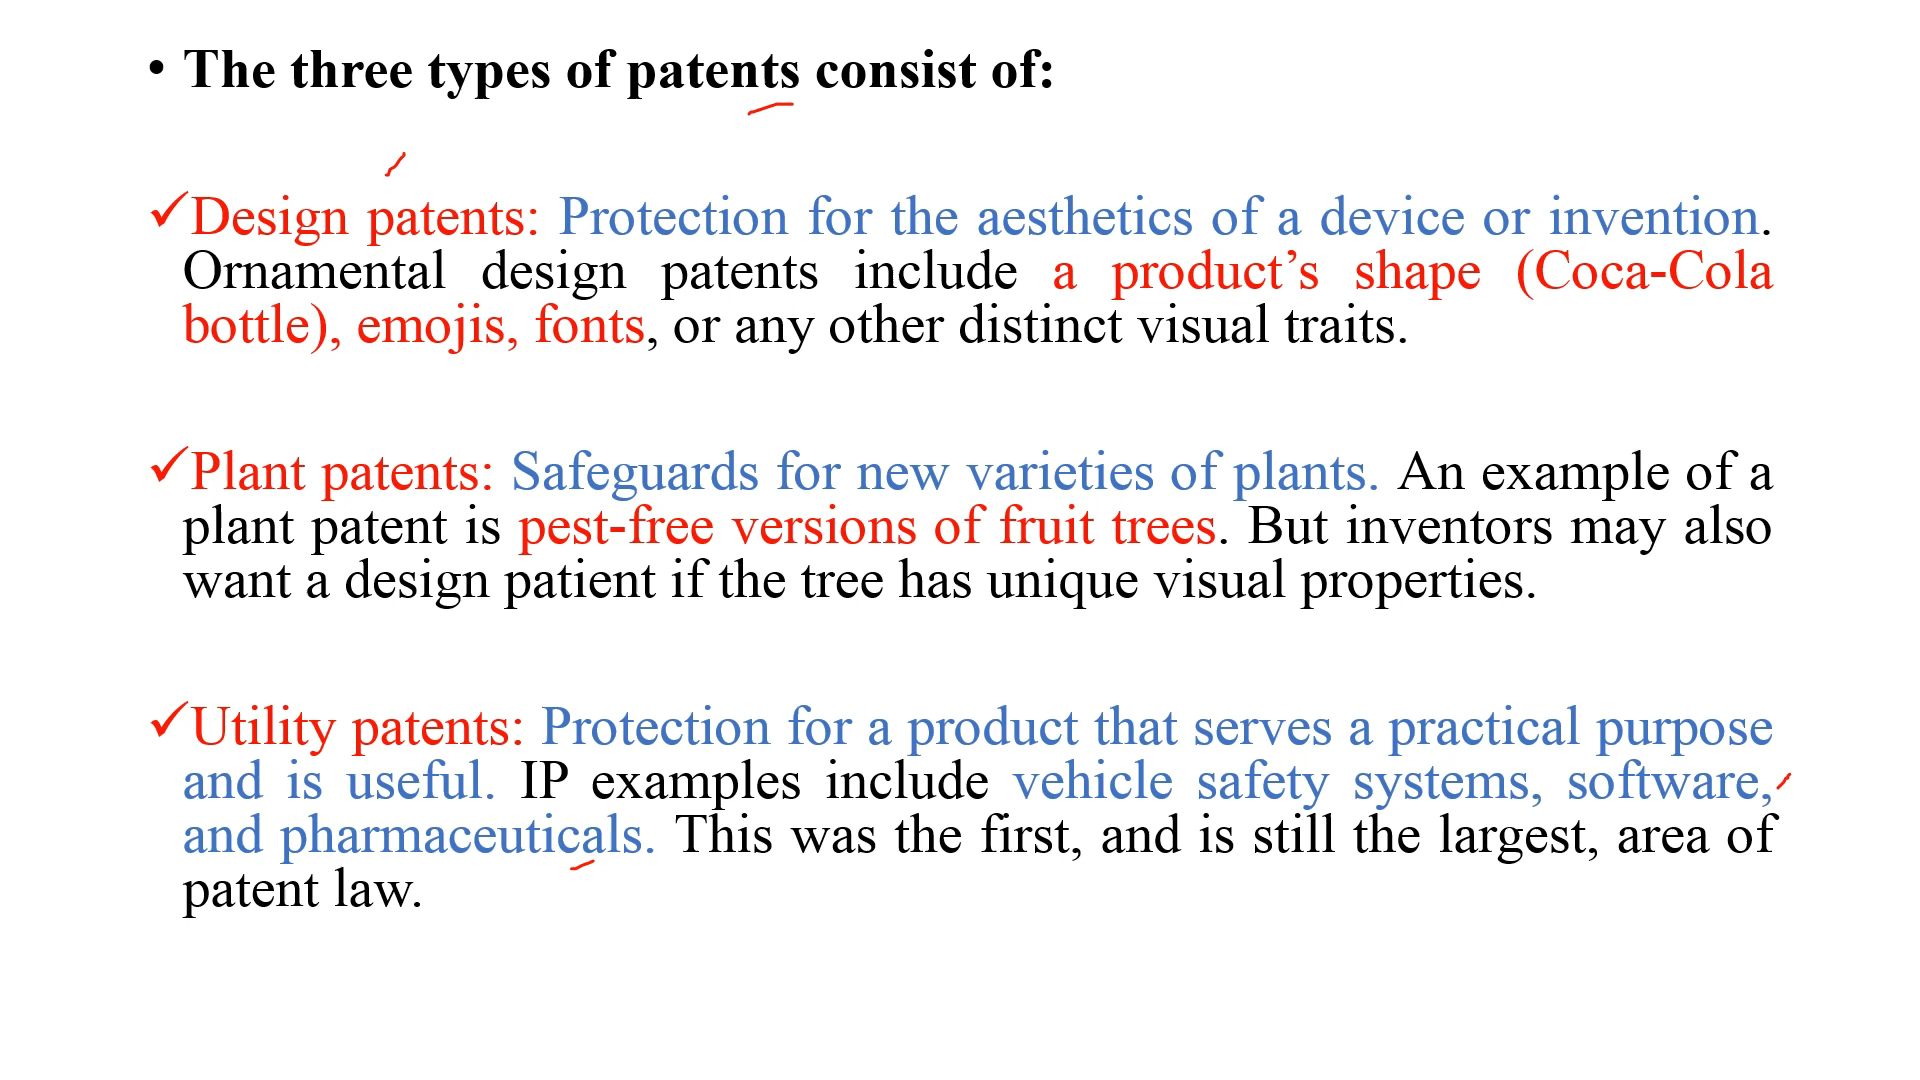 • The three types of patents consist of:
✓Design patents: Protection for the aesthetics of a device or invention.
Ornamental design patents include a product’s shape (Coca-Cola
bottle), emojis, fonts, or any other distinct visual traits.
✓Plant patents: Safeguards for new varieties of plants. An example of a
plant patent is pest-free versions of fruit trees. But inventors may also
want a design patient if the tree has unique visual properties.
✓Utility patents: Protection for a product that serves a practical purpose
and is useful. IP examples include vehicle safety systems, software,
and pharmaceuticals. This was the first, and is still the largest, area of
patent law.